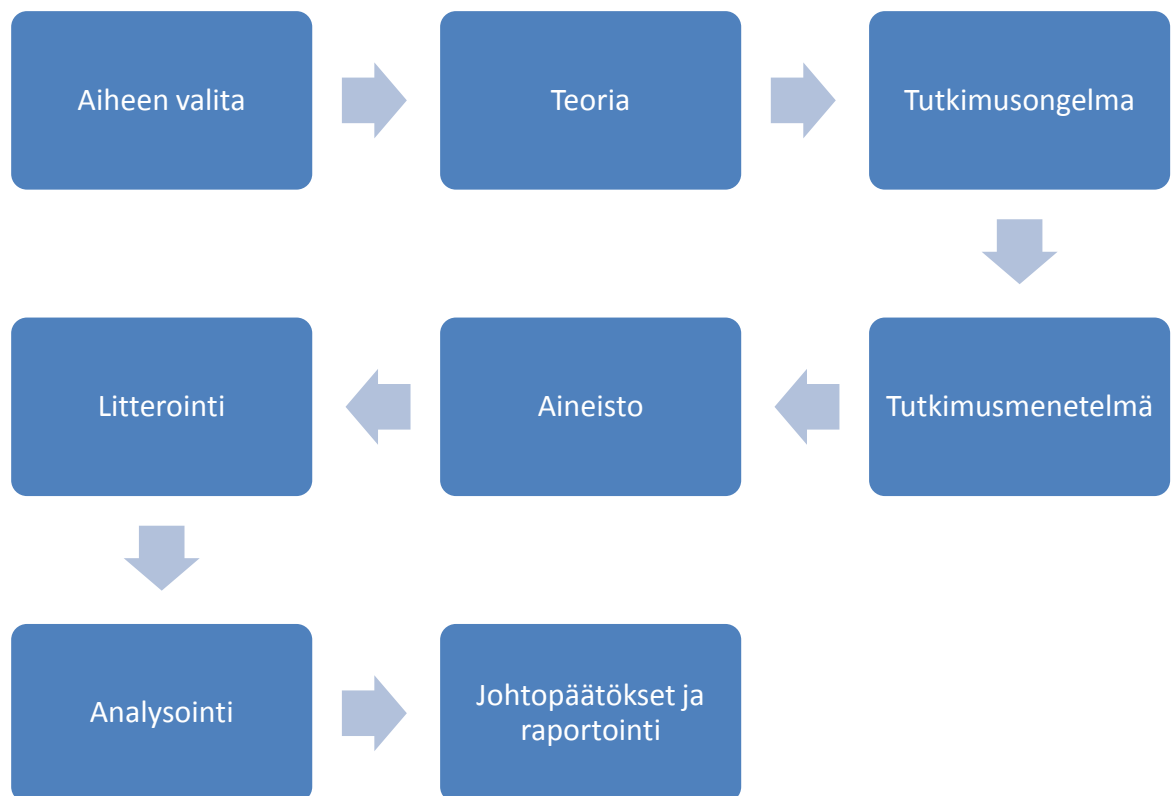 Aiheen valita
Teoria
Tutkimusongelma
Tutkimusmenetelmä
Aineisto
Litterointi
Analysointi
Johtopäätökset ja
raportointi